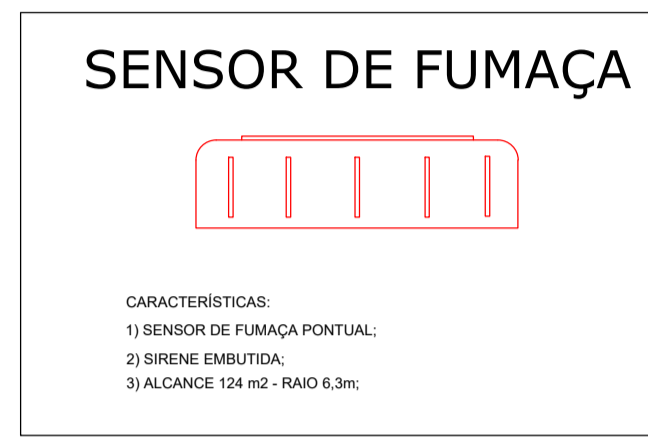 SENSOR DE FUMAÇA
CARACTERÍSTICAS:
1) SENSOR DE FUMAÇA PONTUAL;
2) SIRENE EMBUTIDA;
3) ALCANCE 124 m2 - RAIO 6,3m;